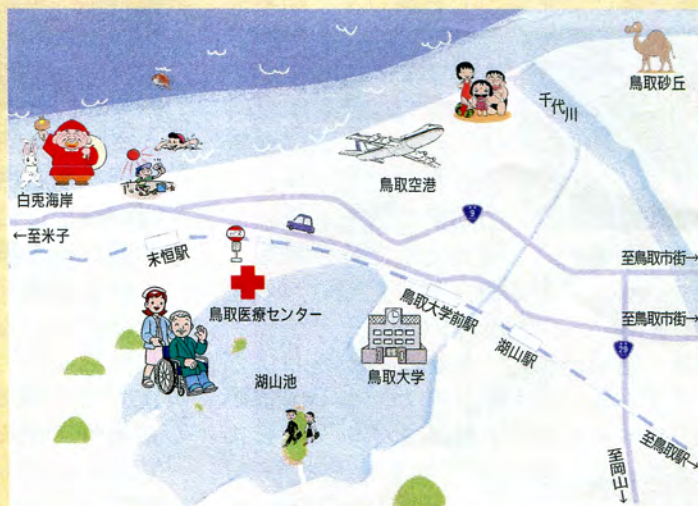 鳥取砂丘
千代川
鳥取空港
白兎海岸
←至米子
9
末恒駅
至鳥取市街→
鳥取医療センター
鳥取大学前駅
至鳥取市街→
湖山駅
29
鳥取大学
湖山池
至鳥取駅→
至岡山→